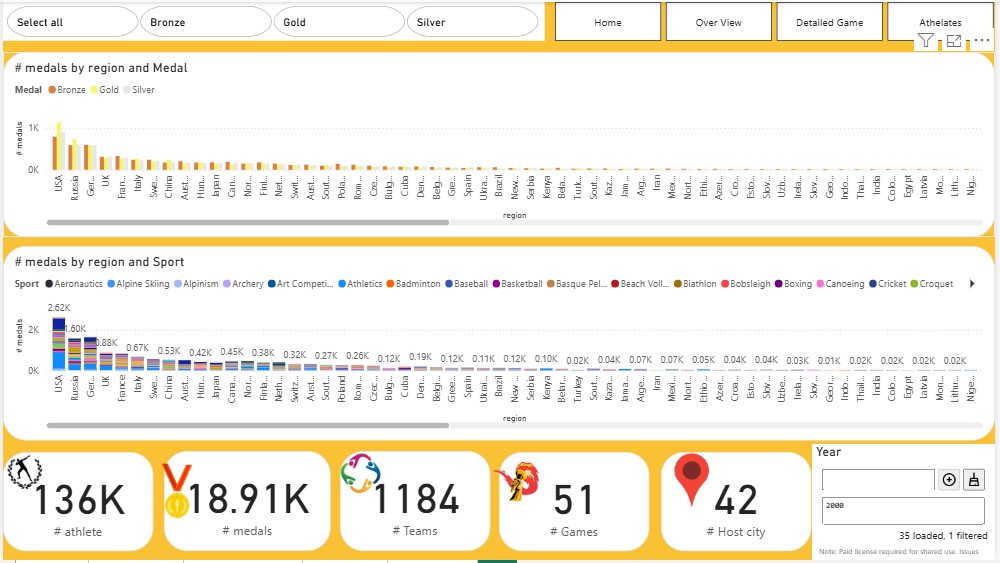 Select all Bronze Gold Silver Home Over View Detailed Game Athelates
# medals by region and Medal
Medal Bronze Gold Silver
1K
0K
# medals
USA Russia Ger... UK Fran... Italy Swe... China Aust... Hun... Japan Can... Nor... Finl... Net... Swit... Aust... Sout... Pola... Rom... Cze... Bulg... Cuba Den... Belg... Gre... Spain Ukra... Brazil New... Serbia Kenya Bela... Turk... Sout... Kaz... Jam... Arg... Iran Mex... Nort... Ethi... Azer... Cro... Esto... Slov... Uzb... Irela... Slov... Geo... Indo... Thai... India Colo... Egypt Latvia Mo... Lith... Nig...
region
# medals by region and Sport
Sport Aeronautics Alpine Skiing Alpinism Archery Art Competi... Athletics Badminton Baseball Basketball Basque Pel... Beach Voll... Biathlon Bobsleigh Boxing Canoeing Cricket Croquet
2.62K
1.60K 0.88K 0.67K 0.53K 0.42K 0.45K 0.38K 0.32K 0.27K 0.26K 0.12K 0.19K 0.12K 0.11K 0.12K 0.10K 0.02K 0.04K 0.07K 0.07K 0.05K 0.04K 0.04K 0.03K 0.01K 0.02K 0.02K 0.02K 0.02K
2K
0K
# medals
USA Russia Ger... UK France Italy Swe... China Aust... Hun... Japan Cana... Nor... Finla... Neth... Switz... Aust... Sout... Poland Rom... Czec... Bulg... Cuba Den... Belgi... Gree... Spain Ukrai... Brazil New ... Serbia Kenya Belar... Turkey Sout... Kaza... Jama... Arge... Iran Mexi... Nort... Ethio... Azer... Croa... Esto... Slov... Uzbe... Irela... Slov... Geor... Indo... Thail... India Colo... Egypt Latvia Mon... Lithu... Nige...
region
136K 18.91K 1184 51 42
# athlete # medals # Teams # Games # Host city
Year
2000
35 loaded, 1 filtered
Note: Paid license required for shared use. Issues